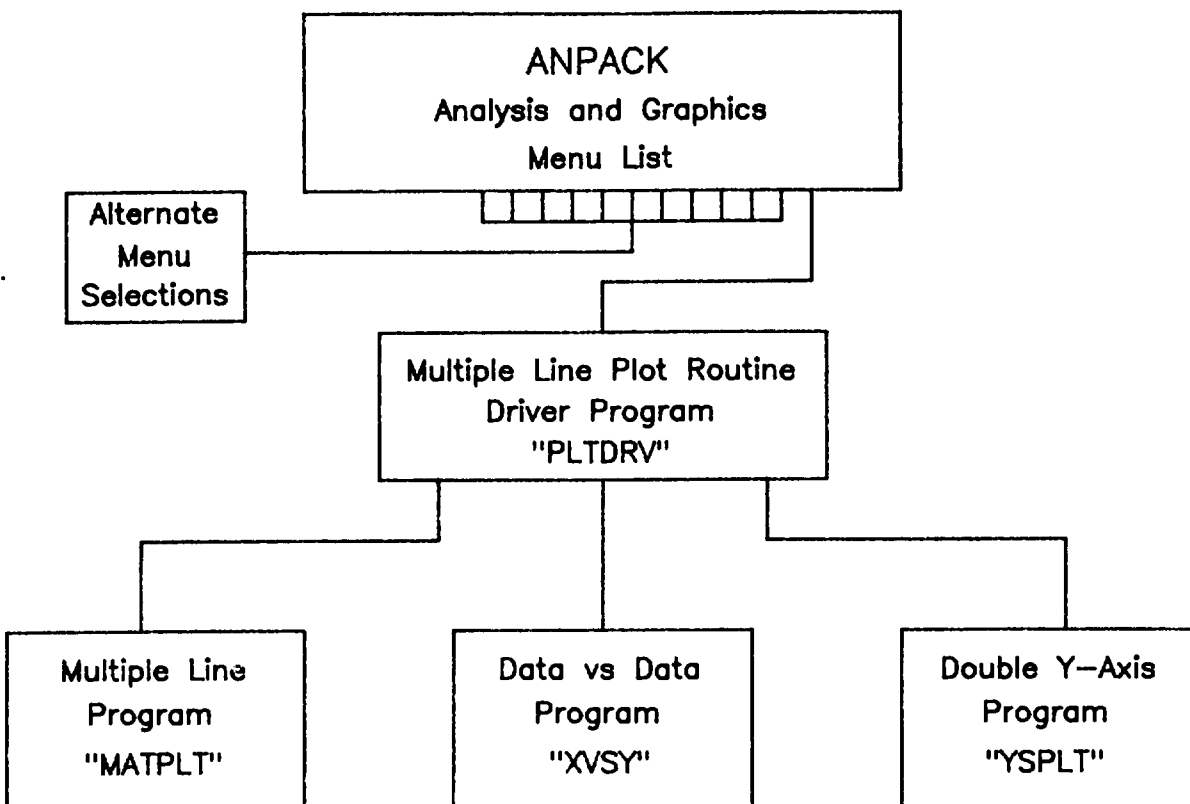 ANPACK
Analysis and Graphics
Menu List
Alternate
Menu
Selections
Multiple Line Plot Routine
Driver Program
"PLTDRV"
Multiple Line
Program
"MATPLT"
Data vs Data
Program
"XVSY"
Double Y-Axis
Program
"YSPLT"